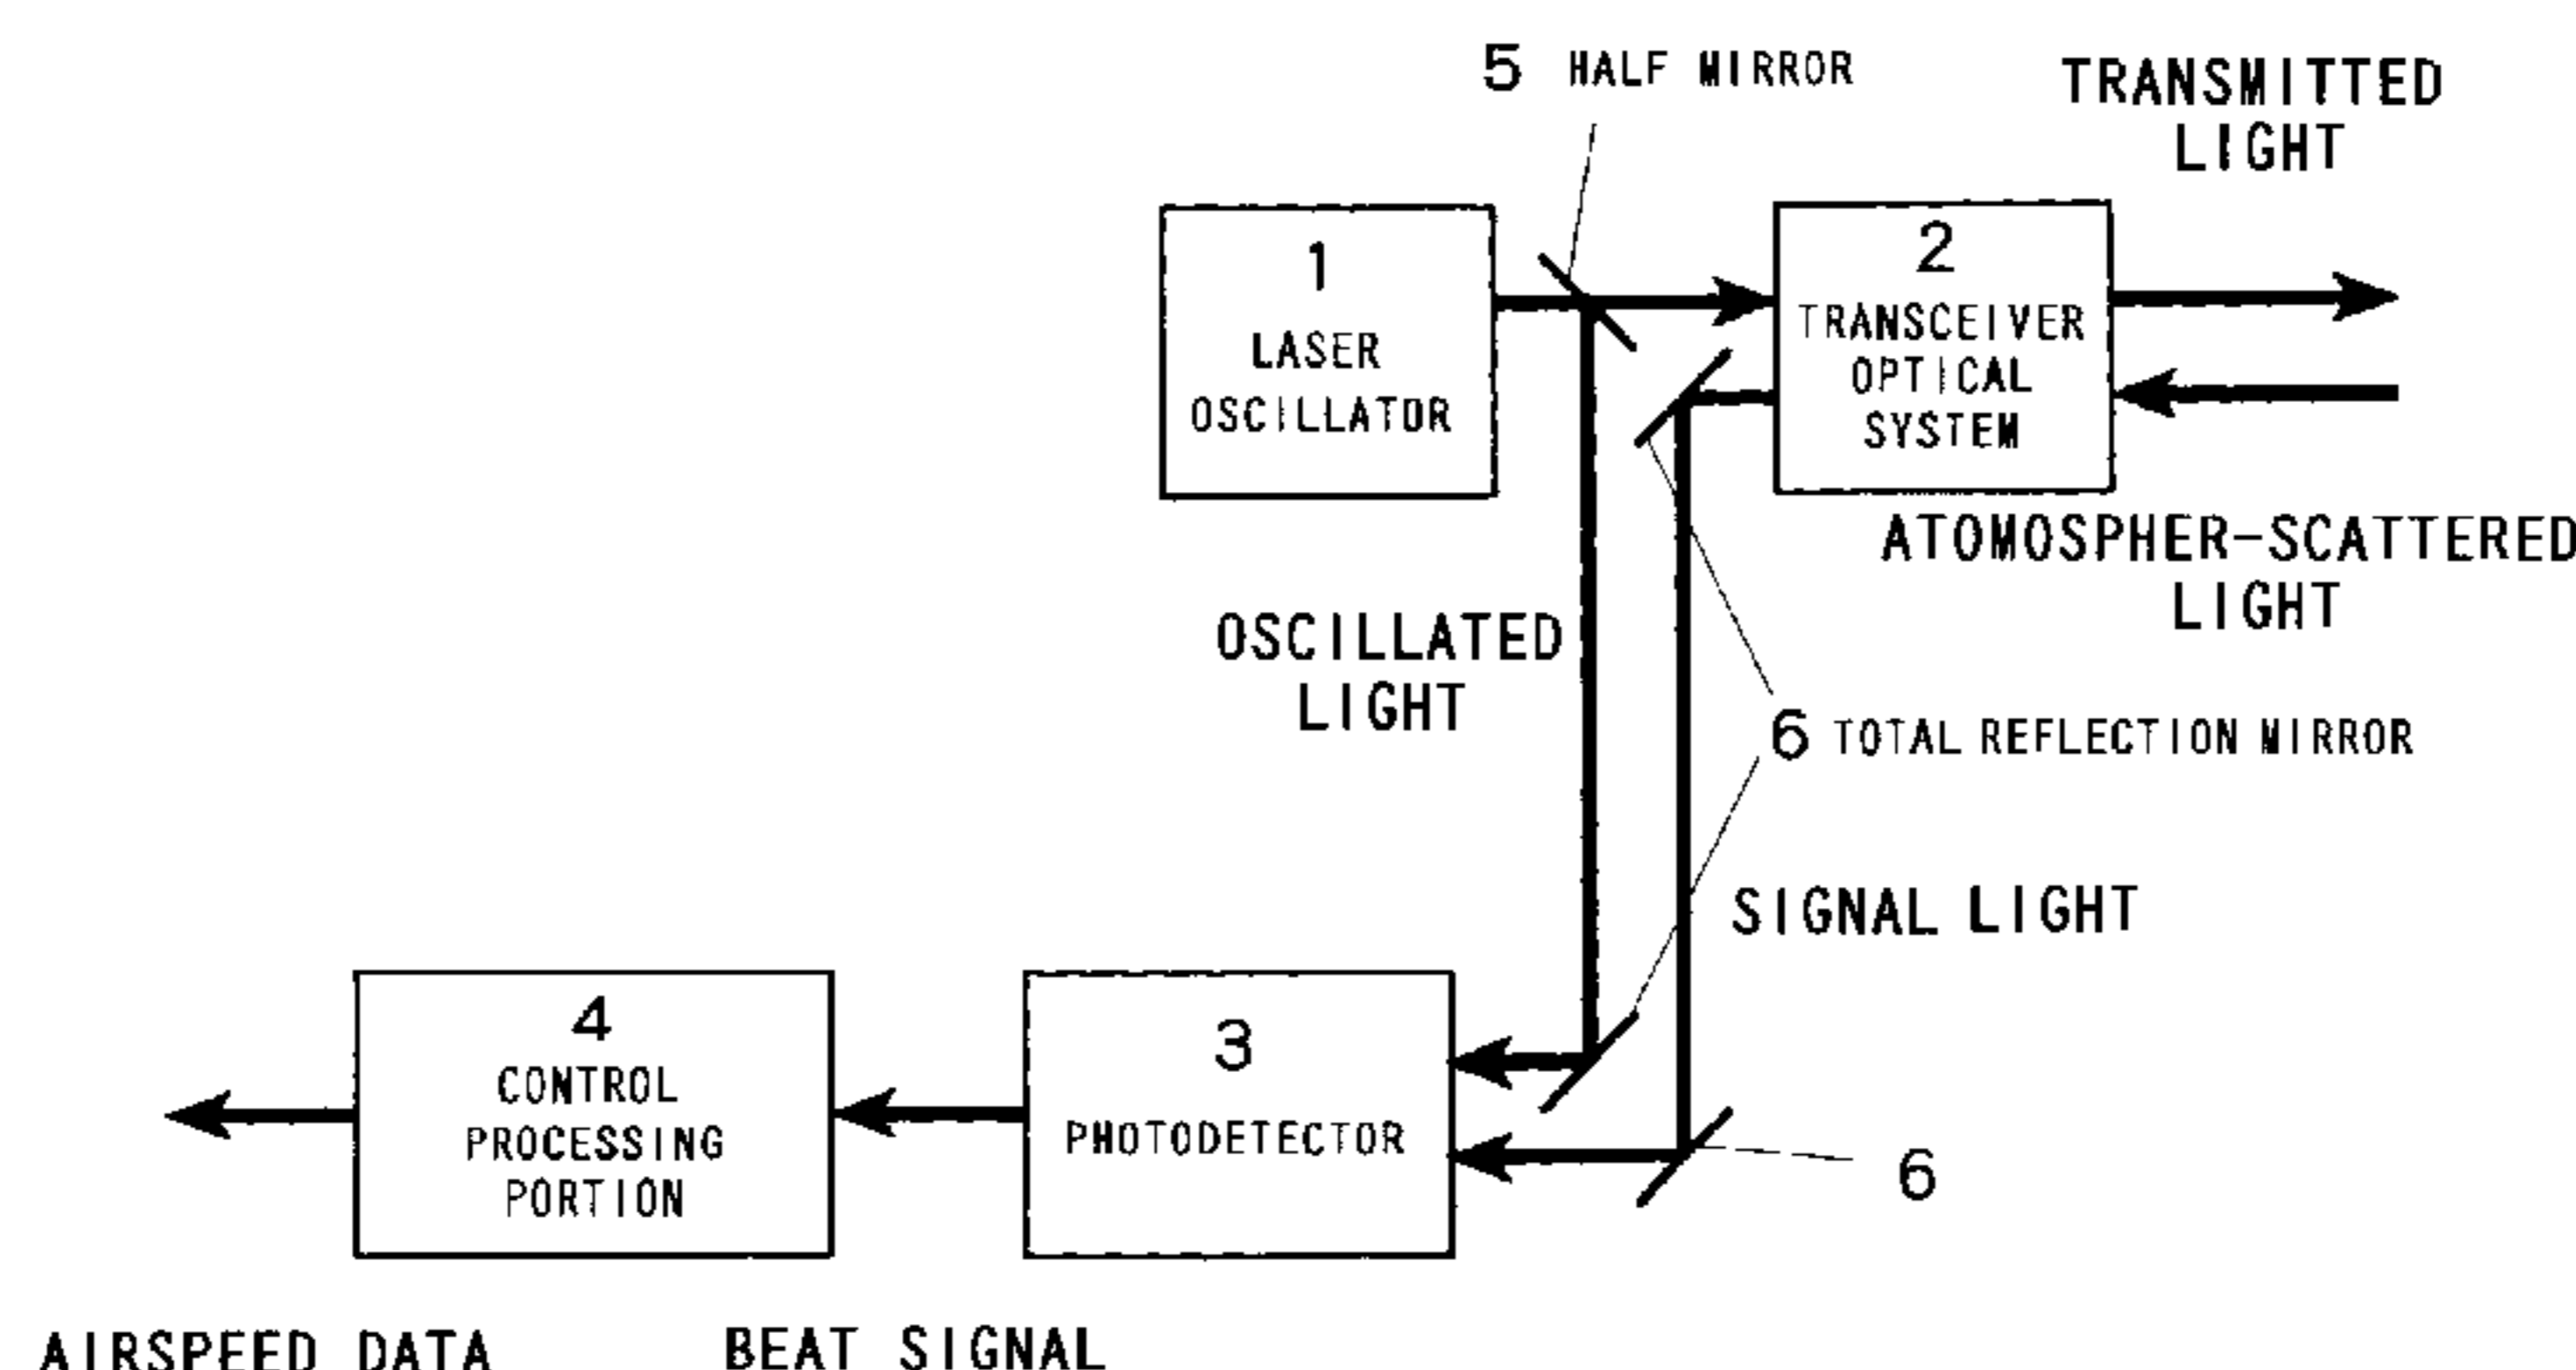 5 HALF MIRROR
TRANSMITTED
LIGHT
1
LASER
OSCILLATOR
2
TRANSCEIVER
OPTICAL
SYSTEM
ATOMOSPHER-SCATTERED
LIGHT
OSCILLATED
LIGHT
6 TOTAL REFLECTION MIRROR
SIGNAL LIGHT
4
CONTROL
PROCESSING
PORTION
3
PHOTODETECTOR
6
AIRSPEED DATA
BEAT SIGNAL